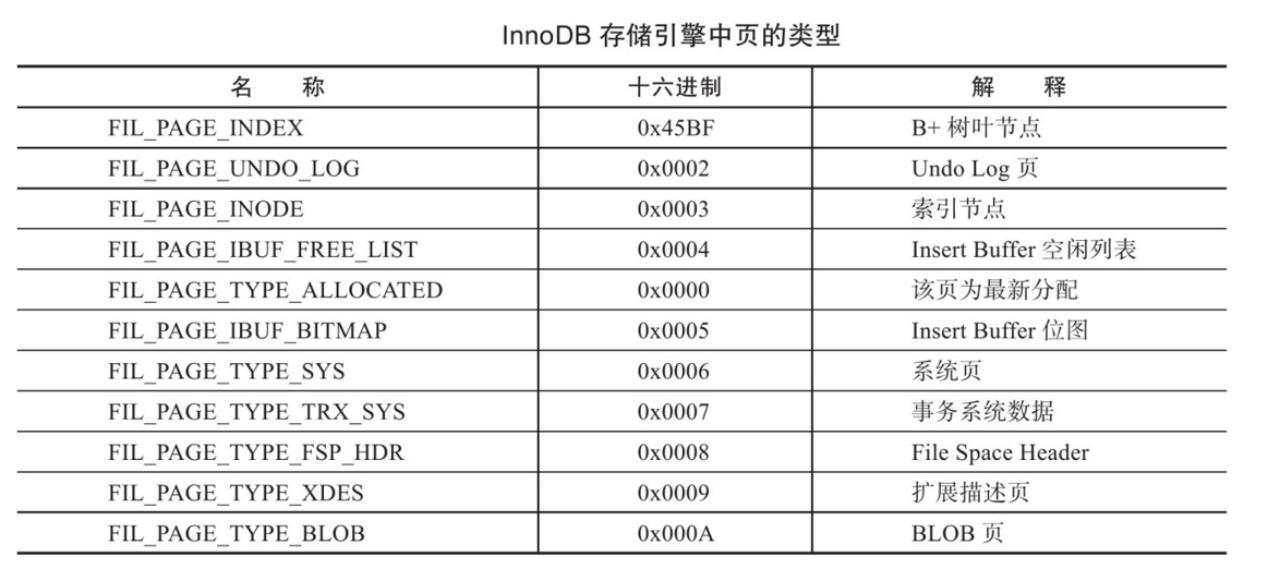 InnoDB 存储引擎中页的类型
名 称 十六进制 解 释
FIL_PAGE_INDEX 0x45BF B+ 树叶节点
FIL_PAGE_UNDO_LOG 0x0002 Undo Log 页
FIL_PAGE_INODE 0x0003 索引节点
FIL_PAGE_IBUF_FREE_LIST 0x0004 Insert Buffer 空闲列表
FIL_PAGE_TYPE_ALLOCATED 0x0000 该页为最新分配
FIL_PAGE_IBUF_BITMAP 0x0005 Insert Buffer 位图
FIL_PAGE_TYPE_SYS 0x0006 系统页
FIL_PAGE_TYPE_TRX_SYS 0x0007 事务系统数据
FIL_PAGE_TYPE_FSP_HDR 0x0008 File Space Header
FIL_PAGE_TYPE_XDES 0x0009 扩展描述页
FIL_PAGE_TYPE_BLOB 0x000A BLOB 页